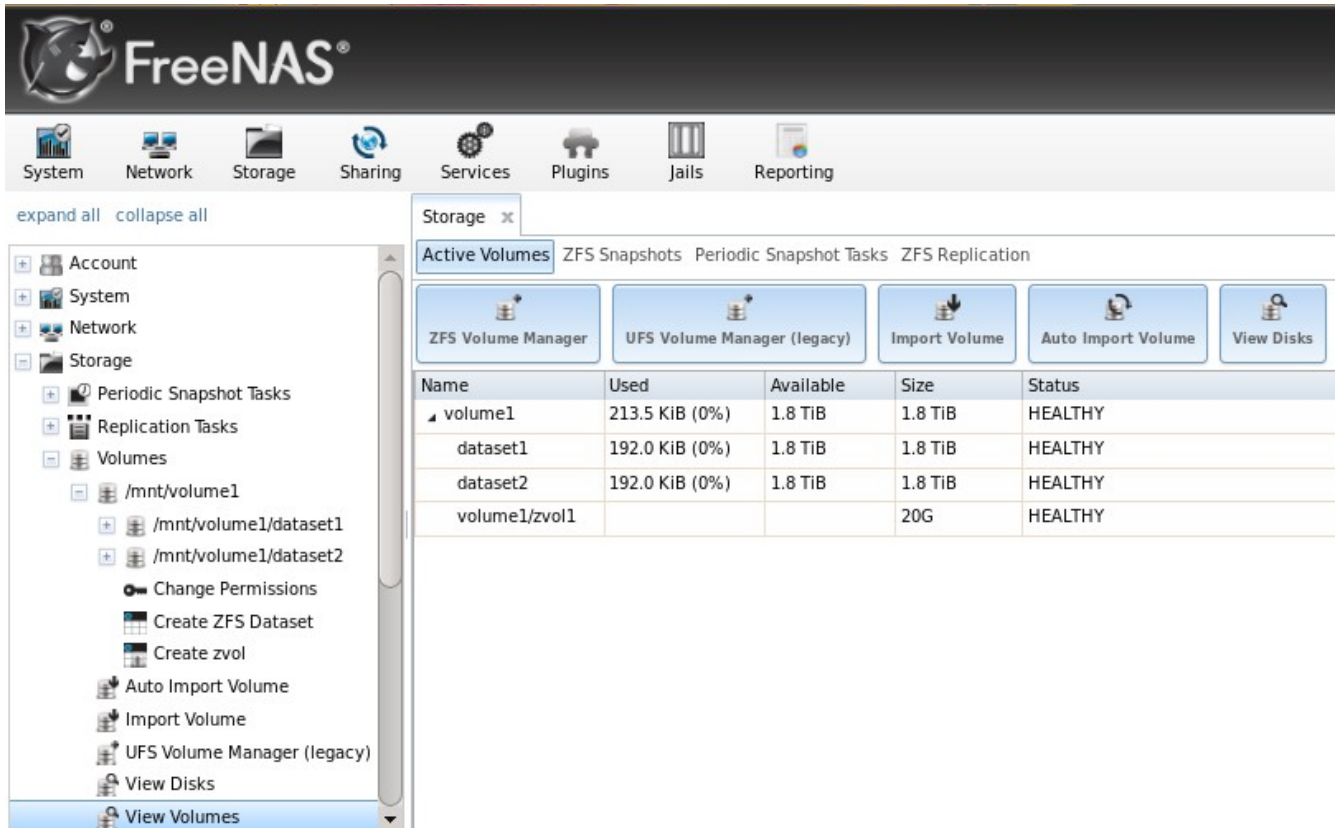 FreeNAS®
System Network Storage Sharing Services Plugins Jails Reporting
expand all collapse all
Account
System
Network
Storage
Periodic Snapshot Tasks
Replication Tasks
Volumes
/mnt/volume1
/mnt/volume1/dataset1
/mnt/volume1/dataset2
Change Permissions
Create ZFS Dataset
Create zvol
Auto Import Volume
Import Volume
UFS Volume Manager (legacy)
View Disks
View Volumes
Storage x
Active Volumes ZFS Snapshots Periodic Snapshot Tasks ZFS Replication
ZFS Volume Manager UFS Volume Manager (legacy) Import Volume Auto Import Volume View Disks
Name Used Available Size Status
volume1 213.5 KiB (0%) 1.8 TiB 1.8 TiB HEALTHY
dataset1 192.0 KiB (0%) 1.8 TiB 1.8 TiB HEALTHY
dataset2 192.0 KiB (0%) 1.8 TiB 1.8 TiB HEALTHY
volume1/zvol1 20G HEALTHY